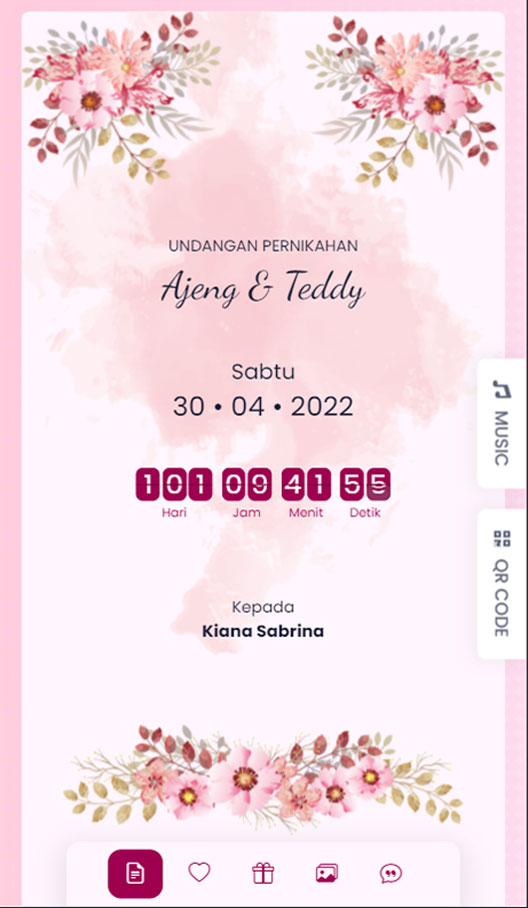 UNDANGAN PERNIKAHAN
Ajeng & Teddy
Sabtu
30 • 04 • 2022
101 09 41 55
Hari Jam Menit Detik
MUSIC
QR CODE
Kepada
Kiana Sabrina